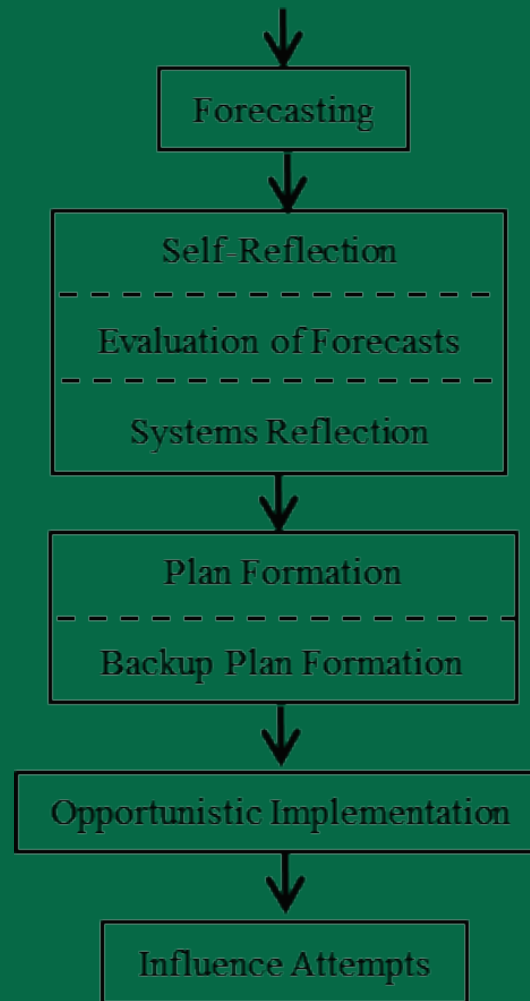 Forecasting
Self-Reflection
Evaluation of Forecasts
Systems Reflection
Plan Formation
Backup Plan Formation
Opportunistic Implementation
Influence Attempts